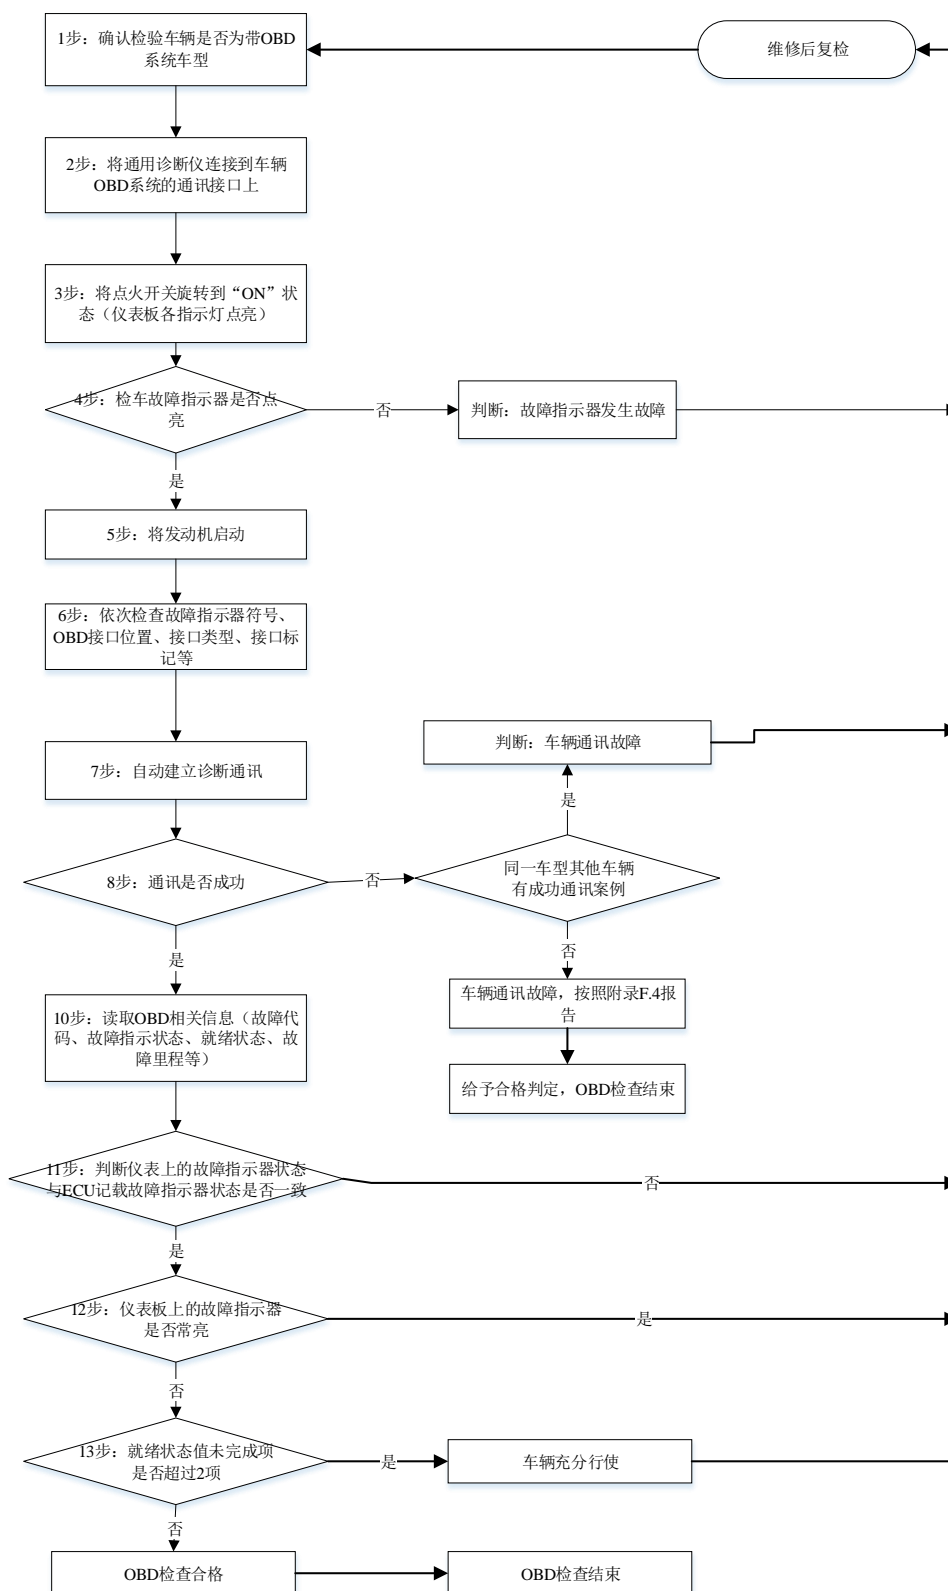 1步：确认检验车辆是否为带OBD
系统车型
维修后复检
2步：将通用诊断仪连接到车辆
OBD系统的通讯接口上
3步：将点火开关旋转到“ON”状
态（仪表板各指示灯点亮）
4步：检车故障指示器是否点
亮
否
判断：故障指示器发生故障
是
5步：将发动机启动
6步：依次检查故障指示器符号、
OBD接口位置、接口类型、接口标
记等
判断：车辆通讯故障
7步：自动建立诊断通讯
是
8步：通讯是否成功
否
同一车型其他车辆
有成功通讯案例
否
是
车辆通讯故障，按照附录F.4报
告
10步：读取OBD相关信息（故障代
码、故障指示状态、就绪状态、故
障里程等）
给予合格判定，OBD检查结束
11步：判断仪表上的故障指示器状态
与ECU记载故障指示器状态是否一致
否
是
12步：仪表板上的故障指示器
是否常亮
是
否
13步：就绪状态值未完成项
是否超过2项
是
车辆充分行使
否
OBD检查合格
OBD检查结束